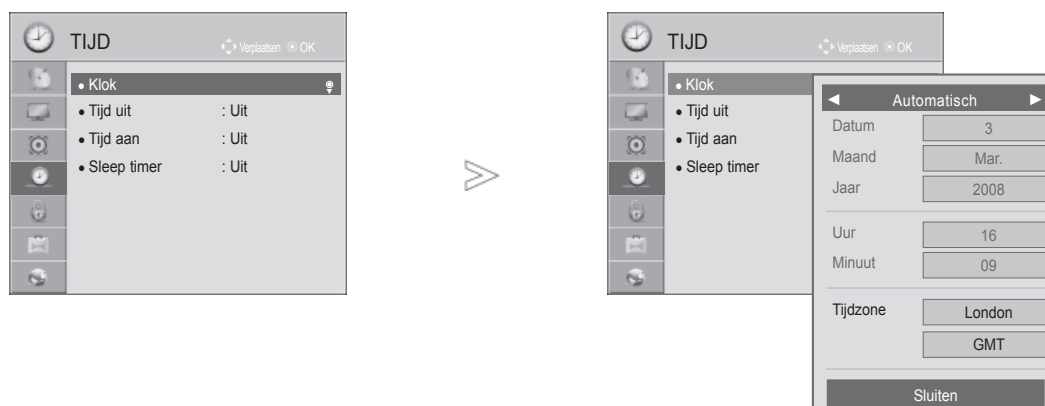 TIJD
Verplaatsen OK
• Klok
• Tijd uit : Uit
• Tijd aan : Uit
• Sleep timer : Uit
TIJD
Verplaatsen OK
• Klok
• Tijd uit
• Tijd aan
• Sleep timer
◄ Automatisch ►
Datum 3
Maand Mar.
Jaar 2008
Uur 16
Minuut 09
Tijdzone London
GMT
Sluiten